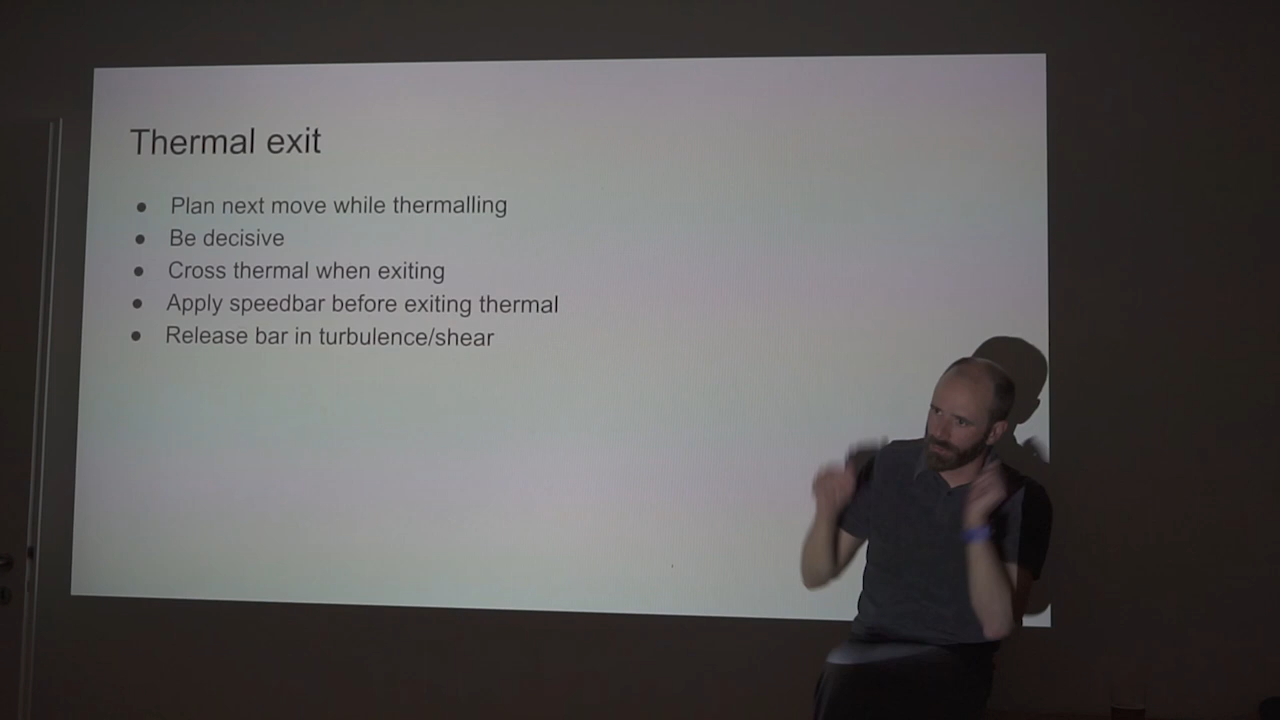 Thermal exit
● Plan next move while thermalling
● Be decisive
● Cross thermal when exiting
● Apply speedbar before exiting thermal
● Release bar in turbulence/shear